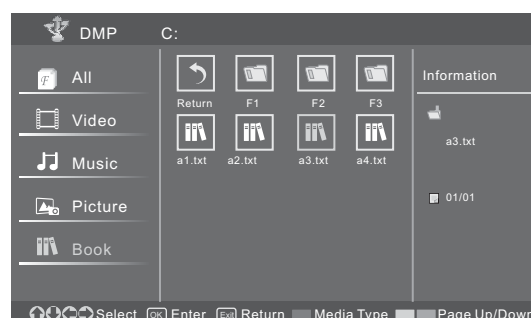 DMP C:
All
Video
Music
Picture
Book
Return F1 F2 F3
a1.txt a2.txt a3.txt a4.txt
Information
a3.txt
01/01
Select OK Enter Exit Return Media Type Page Up/Down